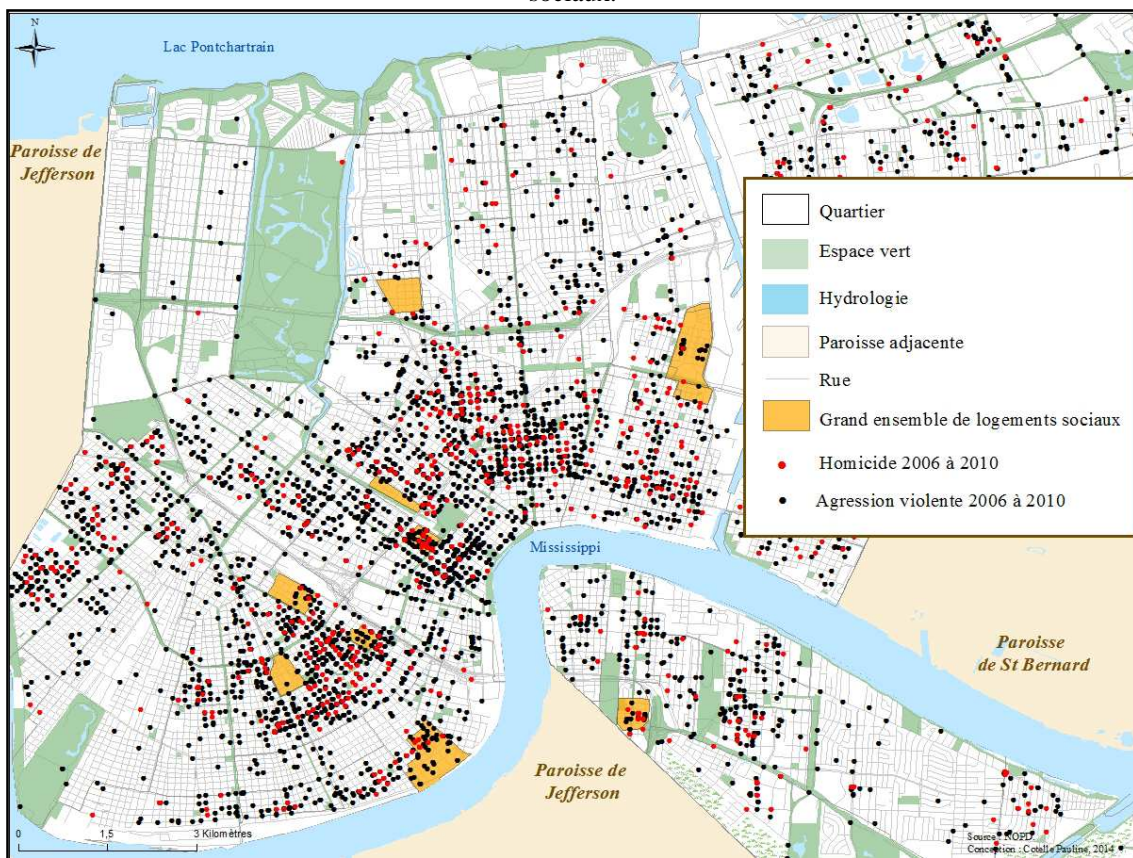 sociaux.
N
Lac Pontchartrain
Paroisse de
Jefferson
Quartier
Espace vert
Hydrologie
Paroisse adjacente
Rue
Grand ensemble de logements sociaux
Homicide 2006 à 2010
Agression violente 2006 à 2010
Mississippi
Paroisse
de St Bernard
Paroisse de
Jefferson
0 1,5 3 Kilomètres
Source : NOPD
Conception : Cotelle Pauline, 2014